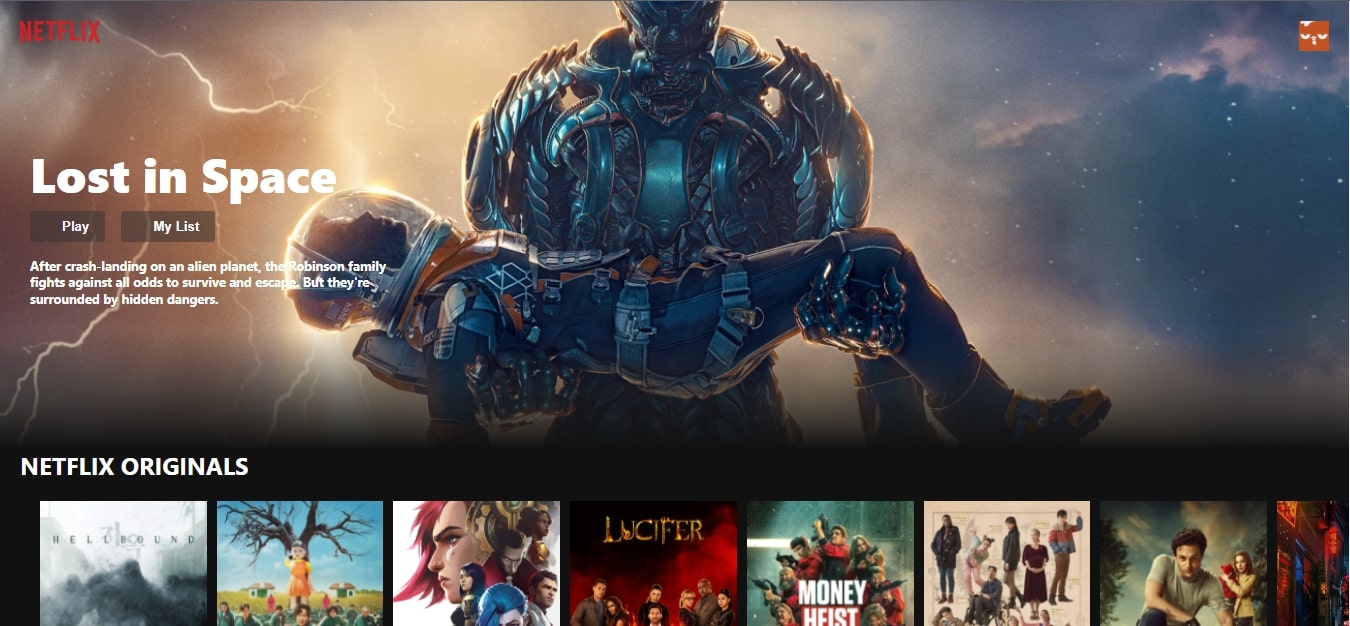 NETFLIX
Lost in Space
Play
My List
After crash-landing on an alien planet, the Robinson family
fights against all odds to survive and escape. But they're
surrounded by hidden dangers.
NETFLIX ORIGINALS
HELLBOUND
LUCIFER
MONEY
HEIST